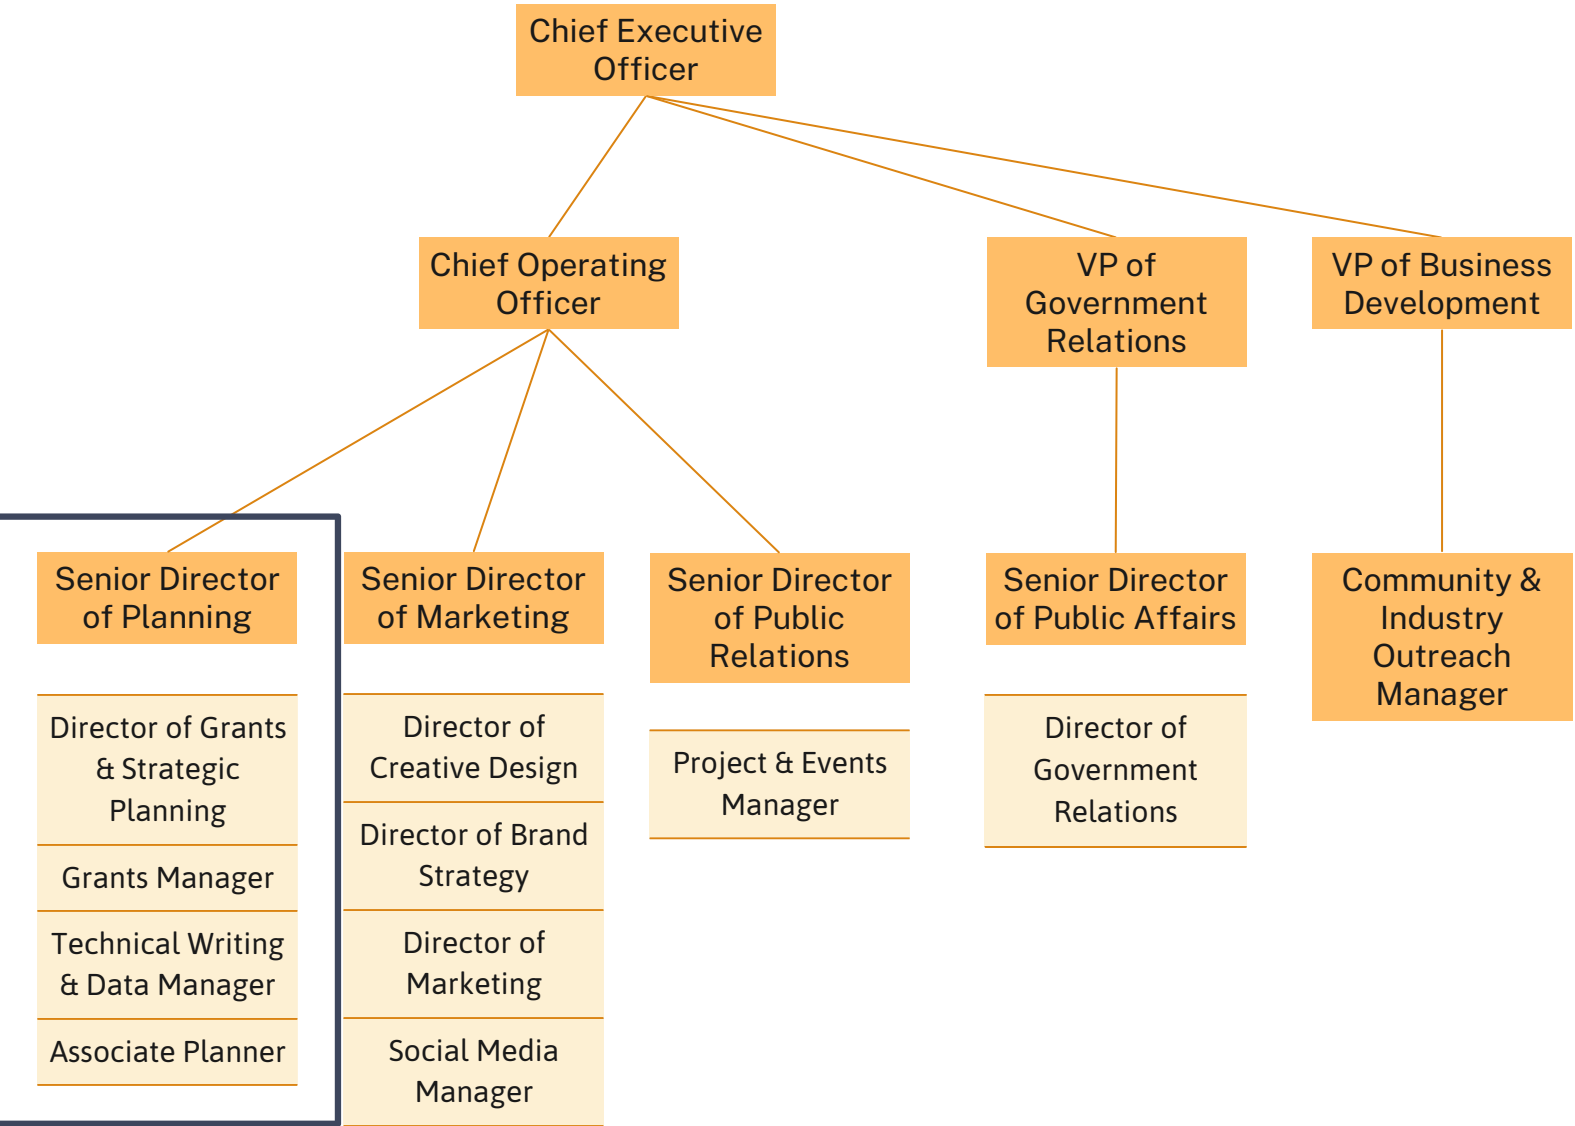 Chief Executive
Officer
Chief Operating
Officer
VP of
Government
Relations
VP of Business
Development
Senior Director
of Planning
Senior Director
of Marketing
Senior Director
of Public
Relations
Senior Director
of Public Affairs
Community &
Industry
Outreach
Manager
Director of Grants
& Strategic
Planning
Grants Manager
Technical Writing
& Data Manager
Associate Planner
Director of
Creative Design
Director of Brand
Strategy
Director of
Marketing
Social Media
Manager
Project & Events
Manager
Director of
Government
Relations